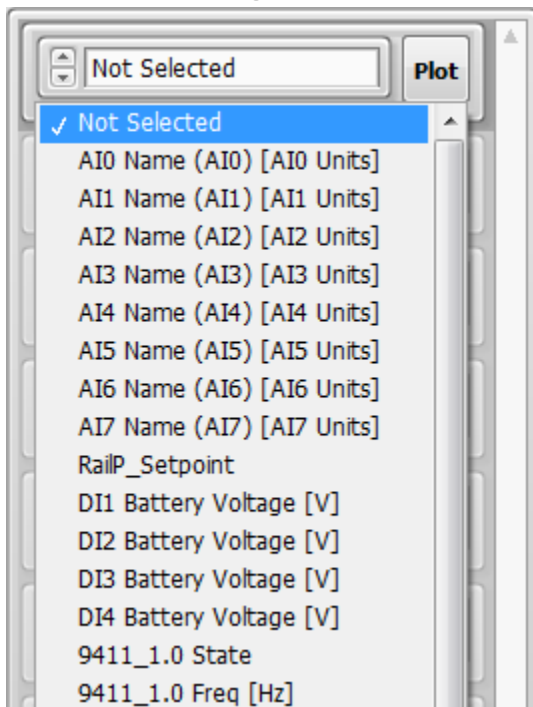 Not Selected
Plot
Not Selected
AI0 Name (AI0) [AI0 Units]
AI1 Name (AI1) [AI1 Units]
AI2 Name (AI2) [AI2 Units]
AI3 Name (AI3) [AI3 Units]
AI4 Name (AI4) [AI4 Units]
AI5 Name (AI5) [AI5 Units]
AI6 Name (AI6) [AI6 Units]
AI7 Name (AI7) [AI7 Units]
RailP_Setpoint
DI1 Battery Voltage [V]
DI2 Battery Voltage [V]
DI3 Battery Voltage [V]
DI4 Battery Voltage [V]
9411_1.0 State
9411_1.0 Freq [Hz]